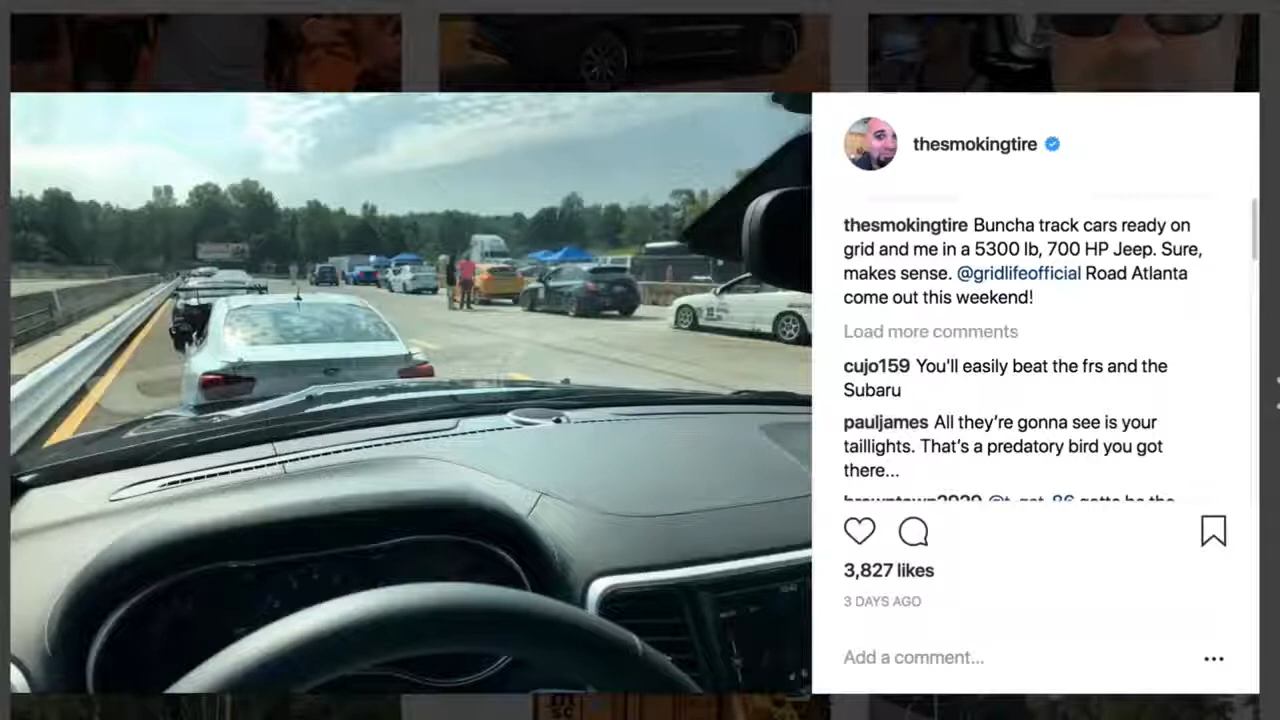 thesmokingtire
thesmokingtire Buncha track cars ready on
grid and me in a 5300 lb, 700 HP Jeep. Sure,
makes sense. @gridlifeofficial Road Atlanta
come out this weekend!
Load more comments
cujo159 You'll easily beat the frs and the
Subaru
pauljames All they’re gonna see is your
taillights. That’s a predatory bird you got
there...
3,827 likes
3 DAYS AGO
Add a comment...